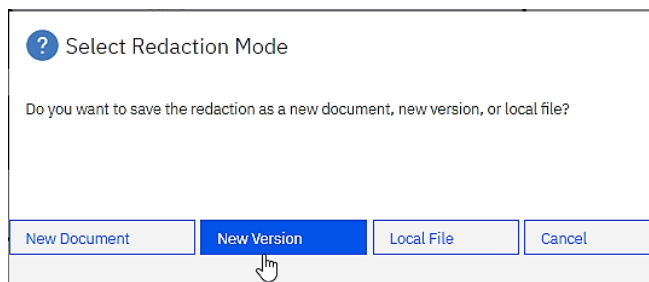 ? Select Redaction Mode
Do you want to save the redaction as a new document, new version, or local file?
New Document New Version Local File Cancel